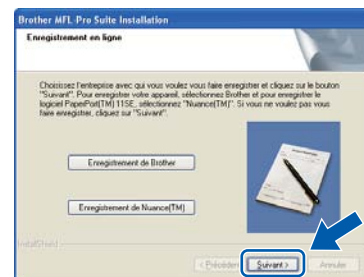 Brother MFL-Pro Suite Installation
Enregistrement en ligne
Choisissez l'entreprise avec qui vous voulez vous faire enregistrer et cliquez sur le bouton
"Suivant". Pour enregistrer votre appareil, sélectionnez Brother et pour enregistrer le
logiciel PaperPort(TM) 11SE, sélectionnez "Nuance(TM)". Si vous ne voulez pas vous
faire enregistrer, cliquez sur "Suivant".
Enregistrement de Brother
Enregistrement de Nuance(TM)
InstallShield
< Précédent
Suivant >
Annuler